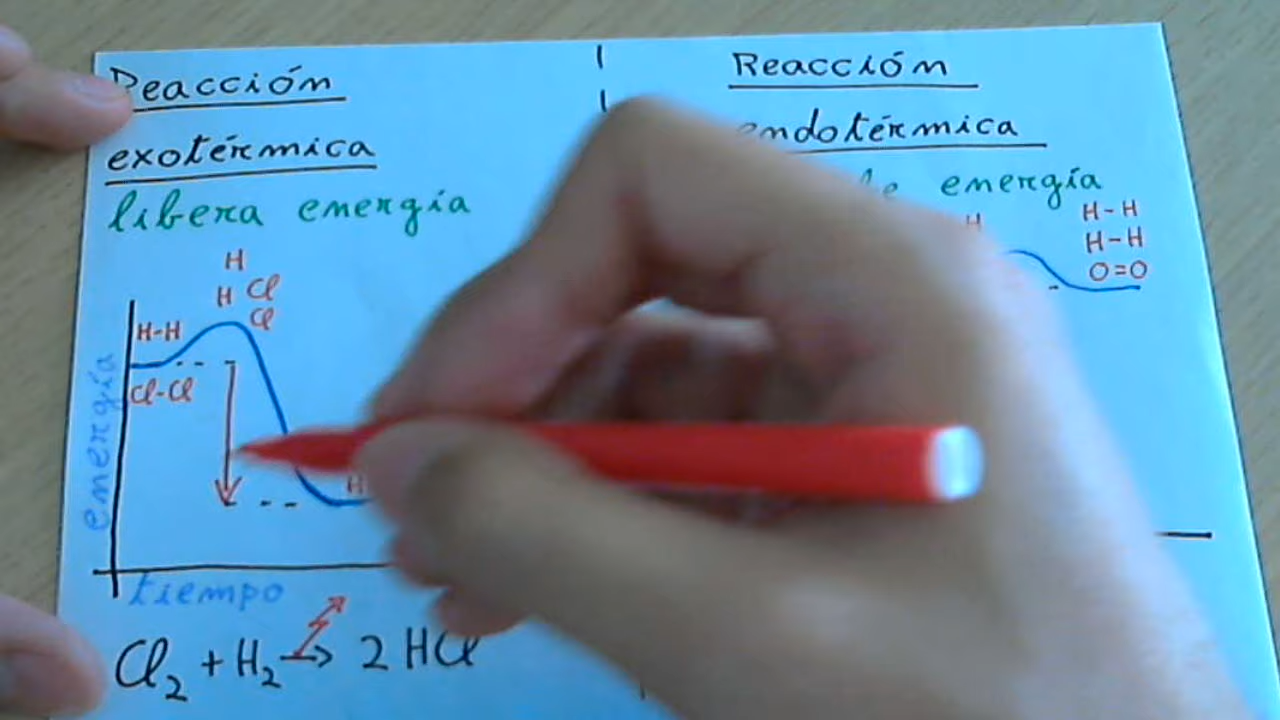 Reacción
exotérmica
libera energía
H
H Cl
Cl
H-H
Cl-Cl
energía
H
tiempo
Cl2 + H2 → 2 HCl
Reacción
endotérmica
energía
H
H-H
H-H
O=O